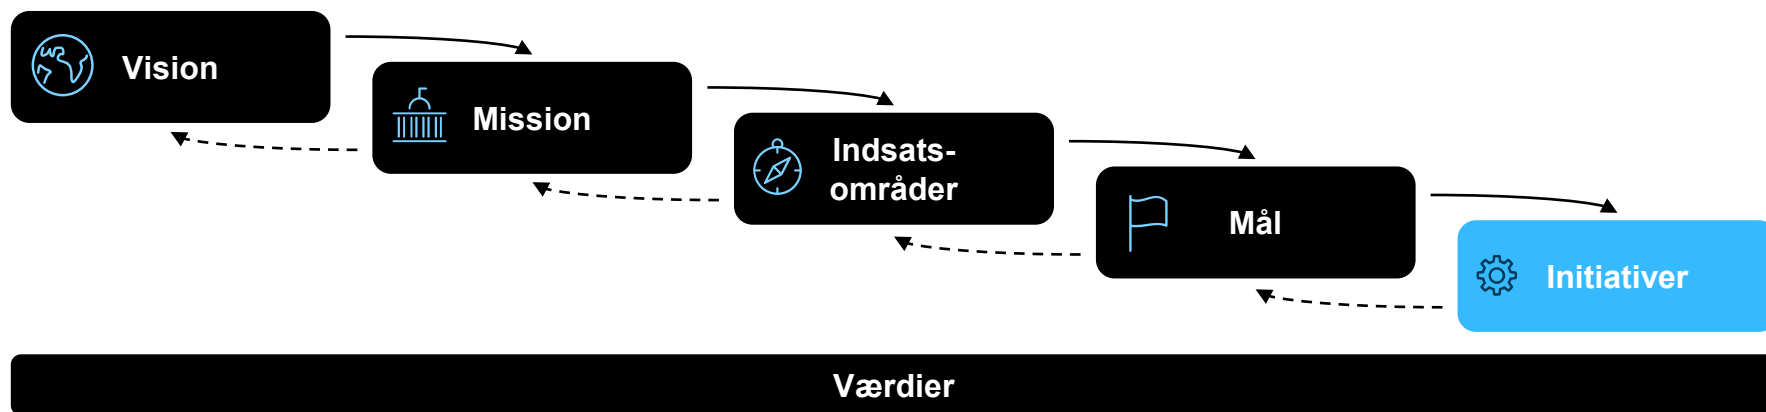 Vision
Mission
Indsats-
områder
Mål
Initiativer
Værdier